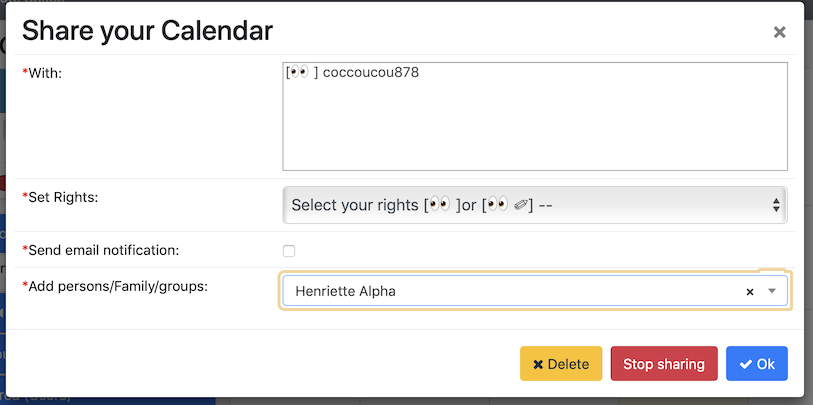 Share your Calendar ×
*With:
[👀 ] coccoucou878
*Set Rights:
Select your rights [👀 ]or [👀 ✐] --
*Send email notification:
*Add persons/Family/groups:
Henriette Alpha ×
✖ Delete
Stop sharing
✔ Ok